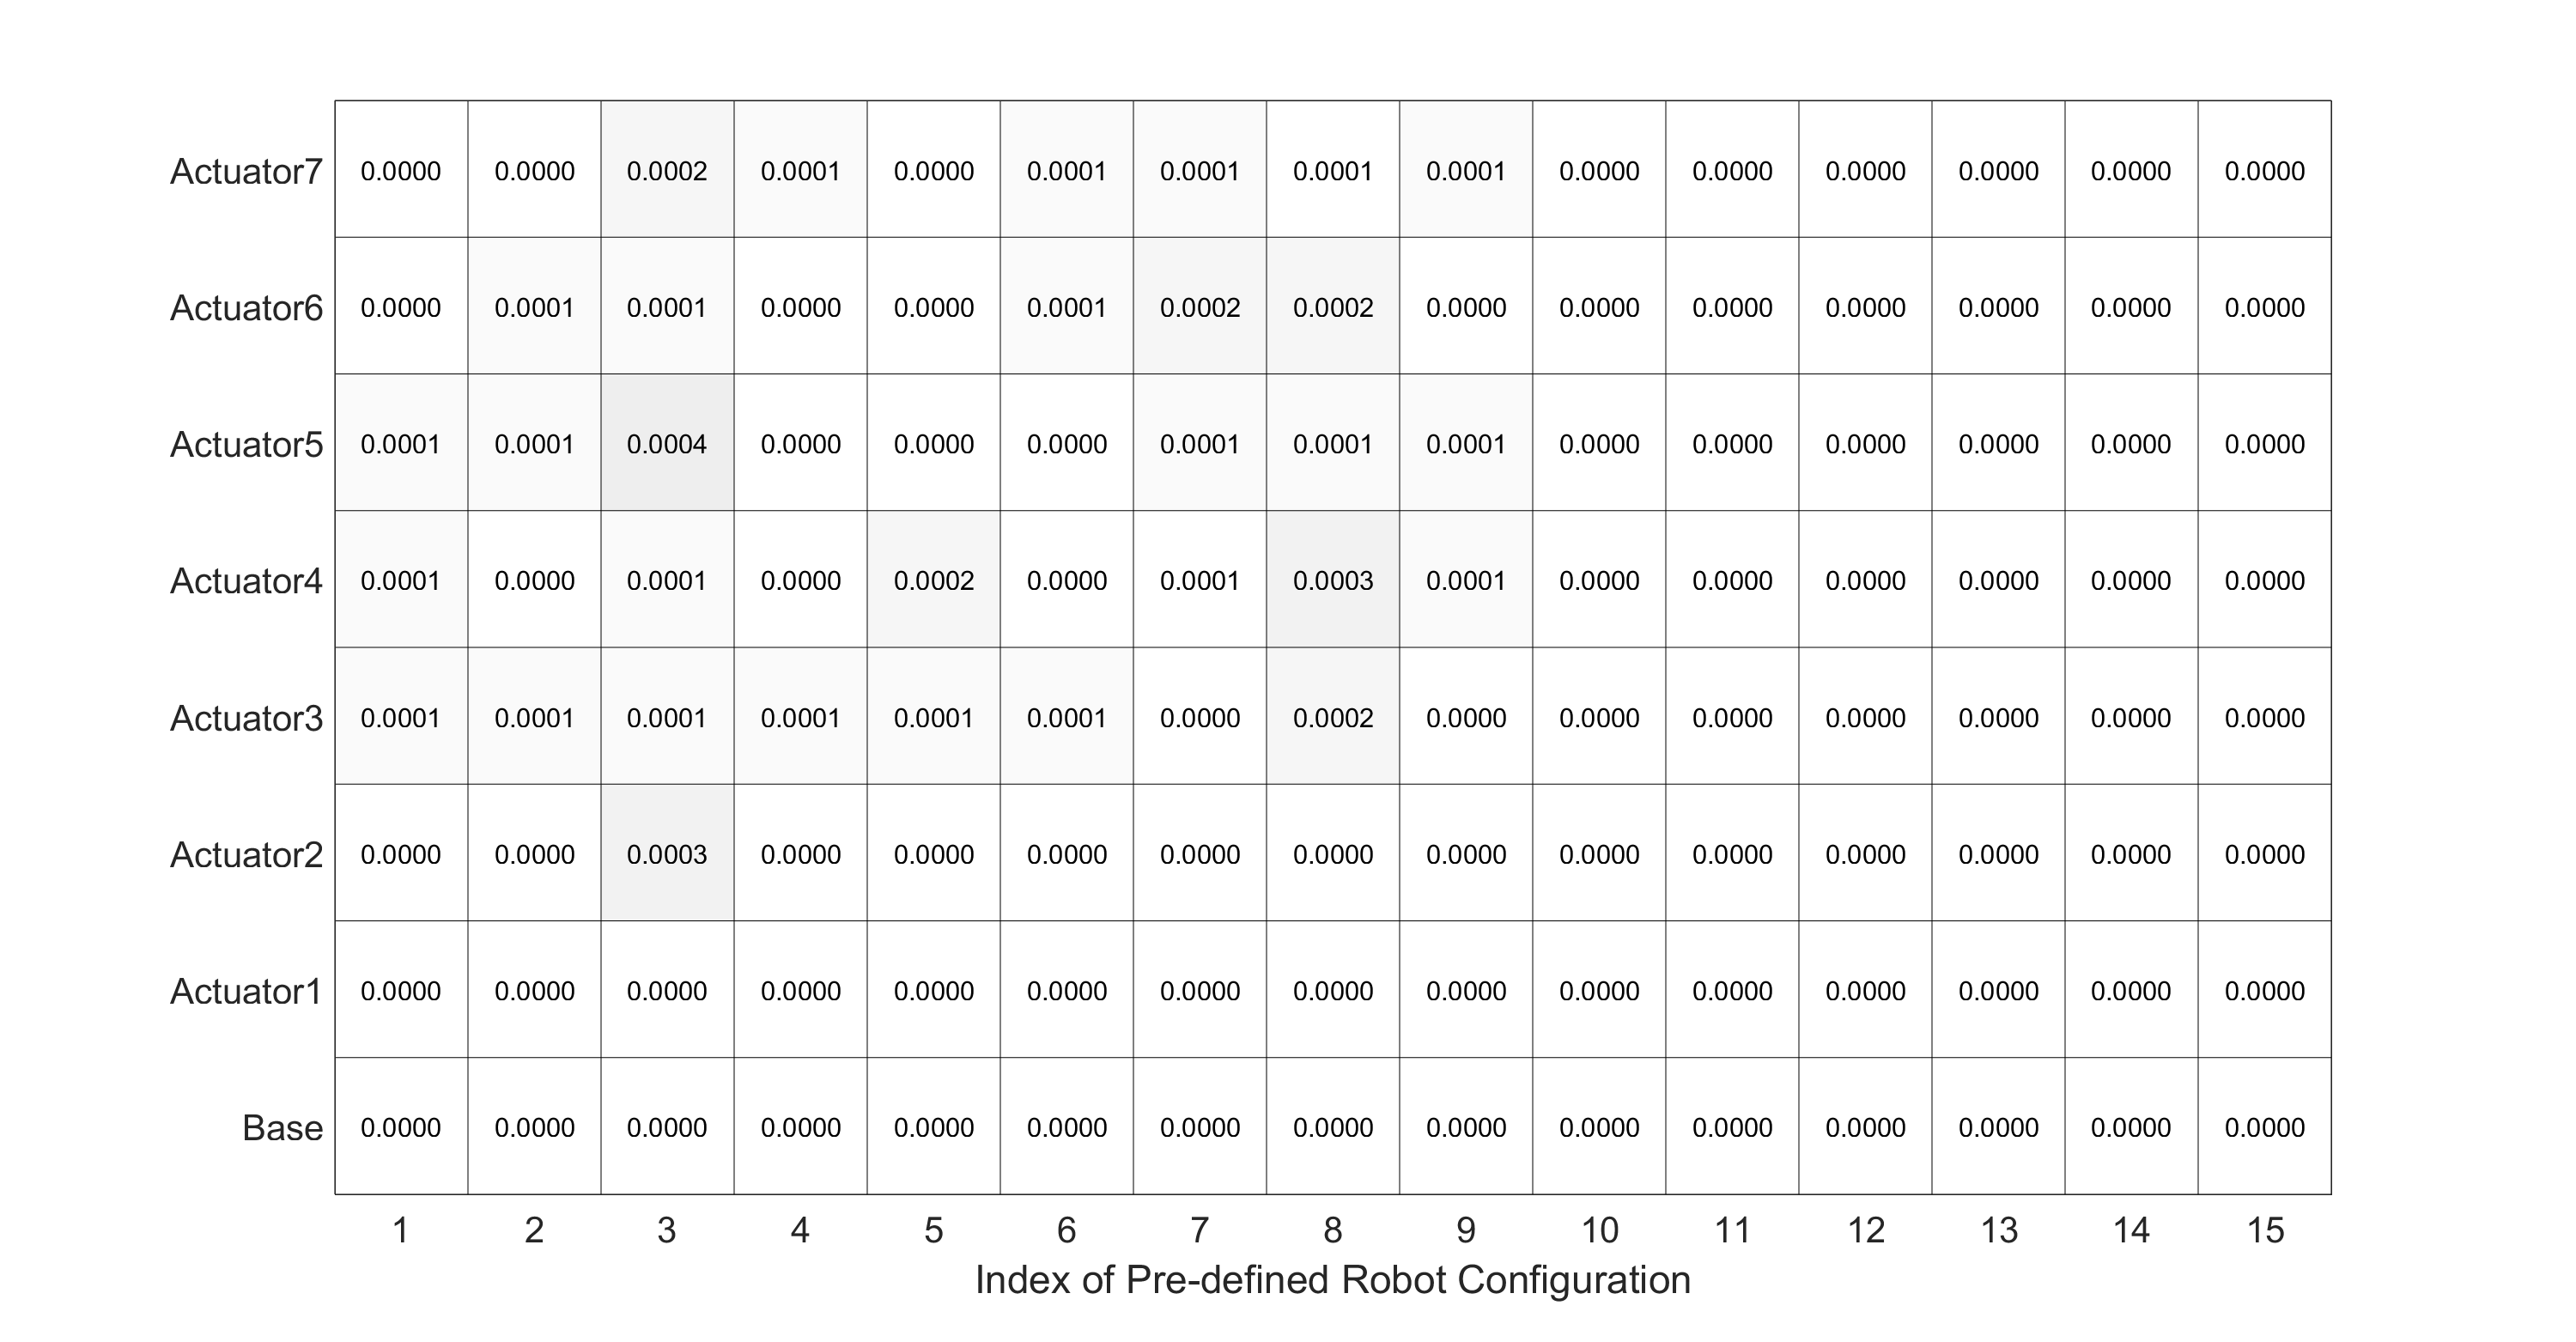 Actuator7 0.0000 0.0000 0.0002 0.0001 0.0000 0.0001 0.0001 0.0001 0.0001 0.0000 0.0000 0.0000 0.0000 0.0000 0.0000
Actuator6 0.0000 0.0001 0.0001 0.0000 0.0000 0.0001 0.0002 0.0002 0.0000 0.0000 0.0000 0.0000 0.0000 0.0000 0.0000
Actuator5 0.0001 0.0001 0.0004 0.0000 0.0000 0.0000 0.0001 0.0001 0.0001 0.0000 0.0000 0.0000 0.0000 0.0000 0.0000
Actuator4 0.0001 0.0000 0.0001 0.0000 0.0002 0.0000 0.0001 0.0003 0.0001 0.0000 0.0000 0.0000 0.0000 0.0000 0.0000
Actuator3 0.0001 0.0001 0.0001 0.0001 0.0001 0.0001 0.0000 0.0002 0.0000 0.0000 0.0000 0.0000 0.0000 0.0000 0.0000
Actuator2 0.0000 0.0000 0.0003 0.0000 0.0000 0.0000 0.0000 0.0000 0.0000 0.0000 0.0000 0.0000 0.0000 0.0000 0.0000
Actuator1 0.0000 0.0000 0.0000 0.0000 0.0000 0.0000 0.0000 0.0000 0.0000 0.0000 0.0000 0.0000 0.0000 0.0000 0.0000
Base 0.0000 0.0000 0.0000 0.0000 0.0000 0.0000 0.0000 0.0000 0.0000 0.0000 0.0000 0.0000 0.0000 0.0000 0.0000
1 2 3 4 5 6 7 8 9 10 11 12 13 14 15
Index of Pre-defined Robot Configuration